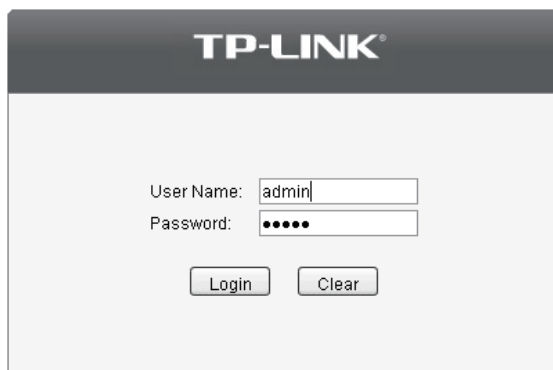 TP-LINK®
User Name: admin
Password: •••••
Login Clear